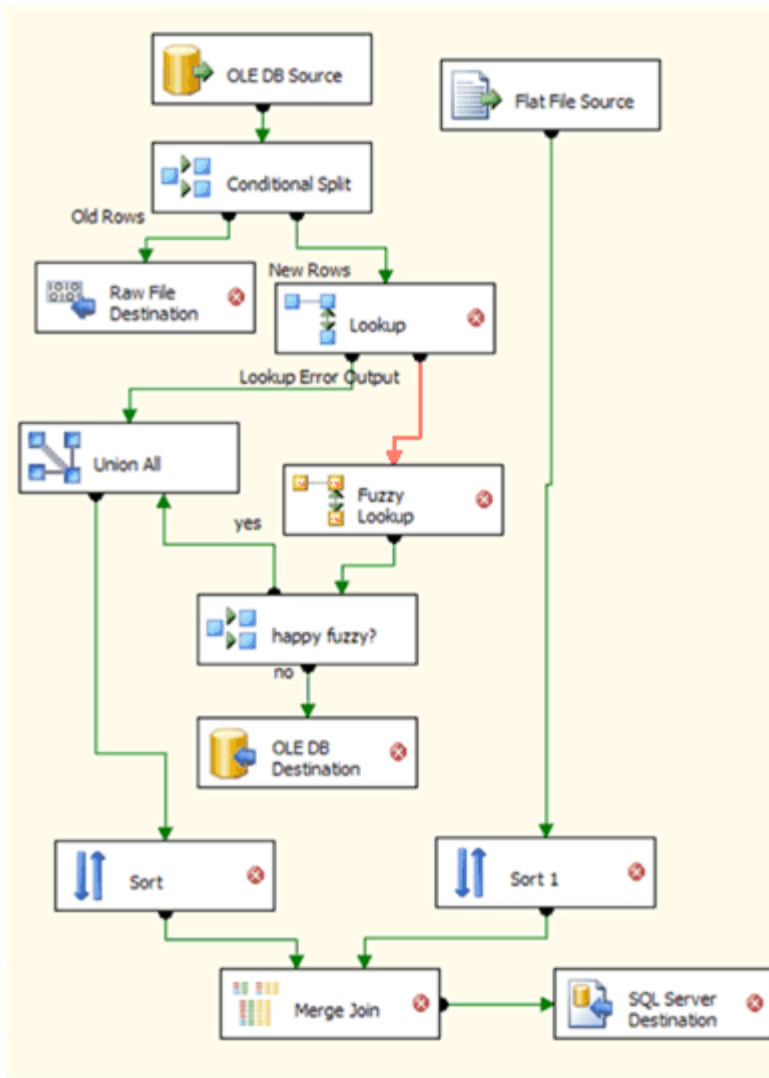 OLE DB Source
Flat File Source
Conditional Split
Old Rows
New Rows
Raw File
Destination
Lookup
Lookup Error Output
Union All
Fuzzy
Lookup
yes
happy fuzzy?
no
OLE DB
Destination
Sort
Sort 1
Merge Join
SQL Server
Destination